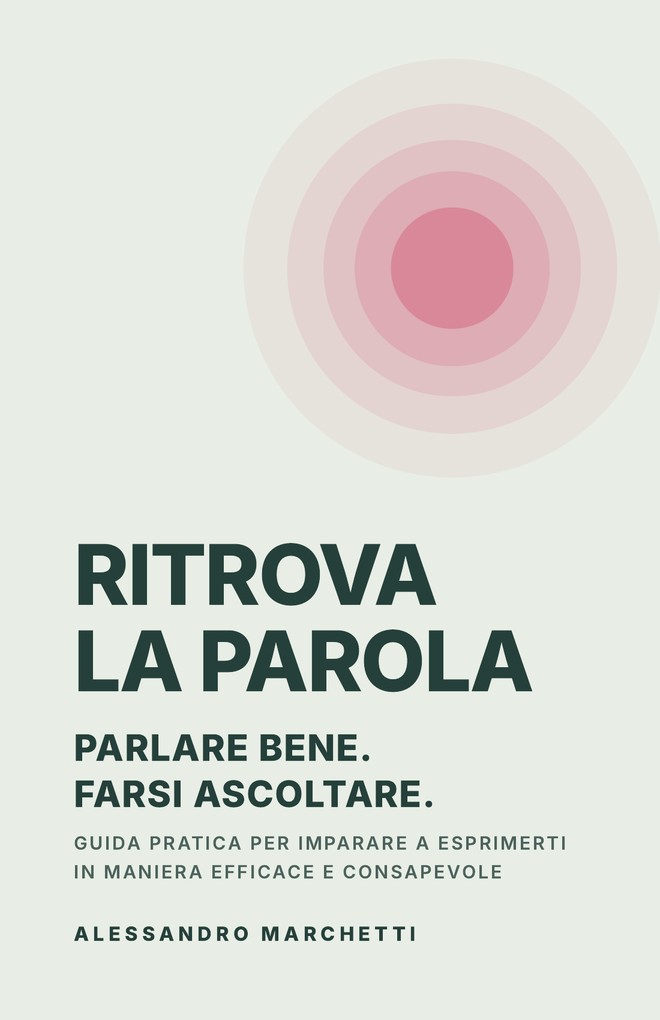 RITROVA
LA PAROLA
PARLARE BENE.
FARSI ASCOLTARE.
GUIDA PRATICA PER IMPARARE A ESPRIMERTI
IN MANIERA EFFICACE E CONSAPEVOLE
ALESSANDRO MARCHETTI